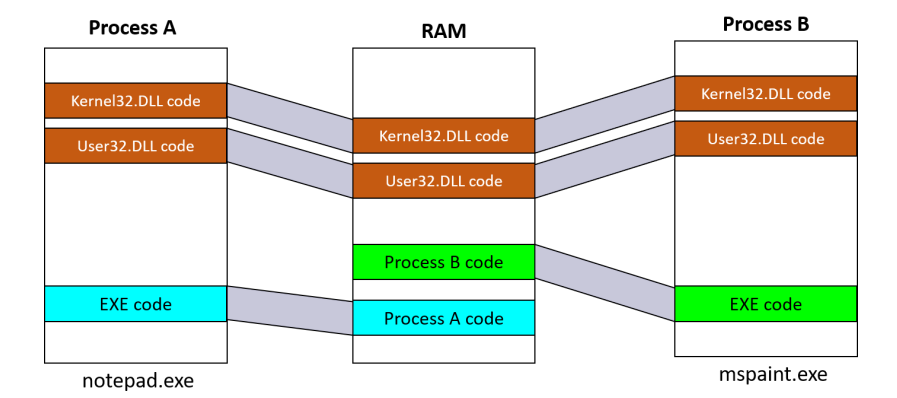 Process A
Kernel32.DLL code
User32.DLL code
EXE code
notepad.exe
RAM
Kernel32.DLL code
User32.DLL code
Process B code
Process A code
Process B
Kernel32.DLL code
User32.DLL code
EXE code
mspaint.exe